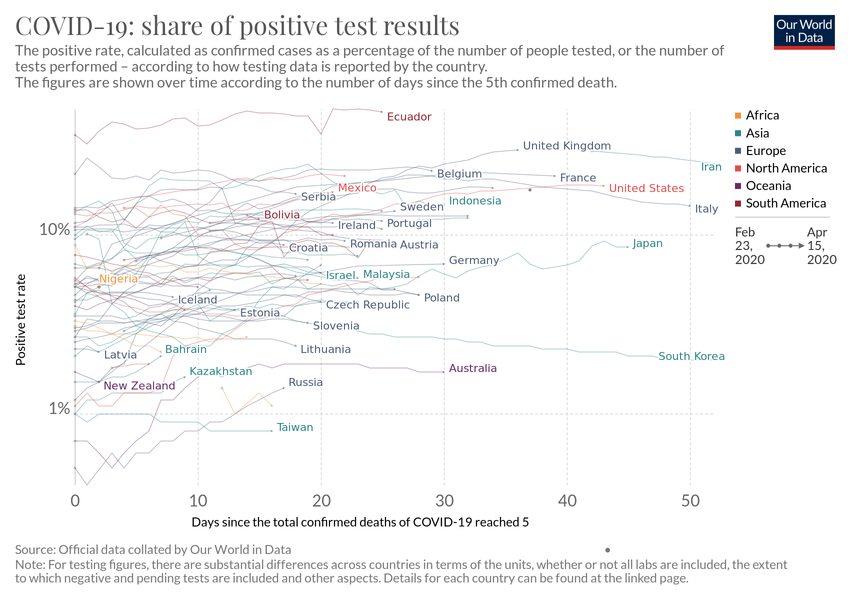 COVID-19: share of positive test results
Our World
in Data
The positive rate, calculated as confirmed cases as a percentage of the number of people tested, or the number of
tests performed – according to how testing data is reported by the country.
The figures are shown over time according to the number of days since the 5th confirmed death.
Ecuador
United Kingdom
Iran
Belgium
France
Mexico
United States
Serbia
Indonesia
Sweden
Italy
Bolivia
Ireland
Portugal
10%
Romania
Austria
Japan
Croatia
Germany
Israel
Malaysia
Nigeria
Iceland
Poland
Czech Republic
Estonia
Slovenia
Latvia
Bahrain
Lithuania
South Korea
Kazakhstan
Australia
New Zealand
Russia
1%
Taiwan
Positive test rate
0
10
20
30
40
50
Days since the total confirmed deaths of COVID-19 reached 5
Africa
Asia
Europe
North America
Oceania
South America
Feb
23,
2020
Apr
15,
2020
Source: Official data collated by Our World in Data
Note: For testing figures, there are substantial differences across countries in terms of the units, whether or not all labs are included, the extent
to which negative and pending tests are included and other aspects. Details for each country can be found at the linked page.